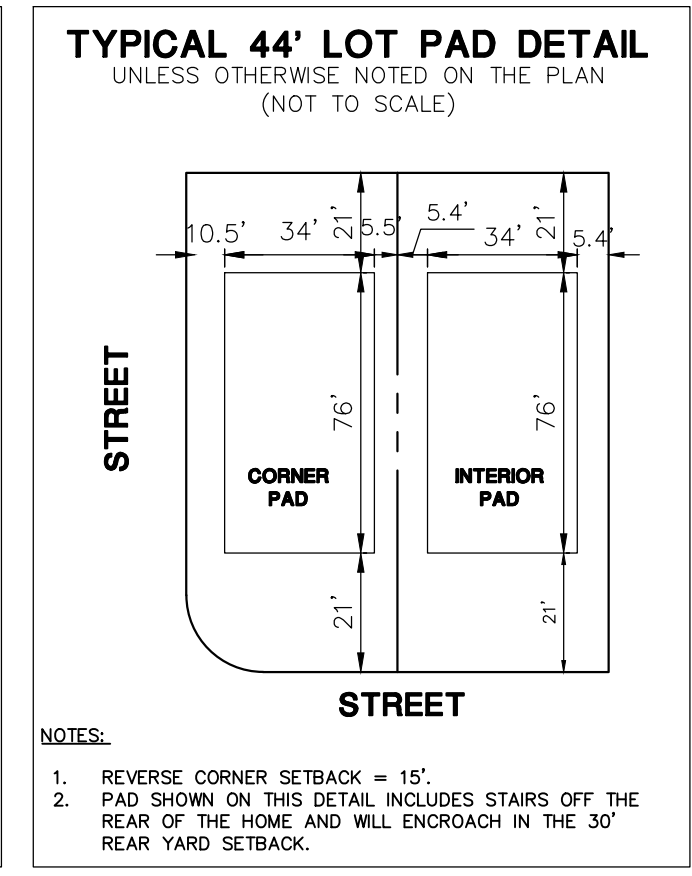 TYPICAL 44' LOT PAD DETAIL
UNLESS OTHERWISE NOTED ON THE PLAN
(NOT TO SCALE)
10.5'
34'
21'
5.5'
5.4'
34'
21'
5.4'
STREET
76'
76'
CORNER
PAD
INTERIOR
PAD
21'
21'
STREET
NOTES:
1. REVERSE CORNER SETBACK = 15'.
2. PAD SHOWN ON THIS DETAIL INCLUDES STAIRS OFF THE
REAR OF THE HOME AND WILL ENCROACH IN THE 30'
REAR YARD SETBACK.